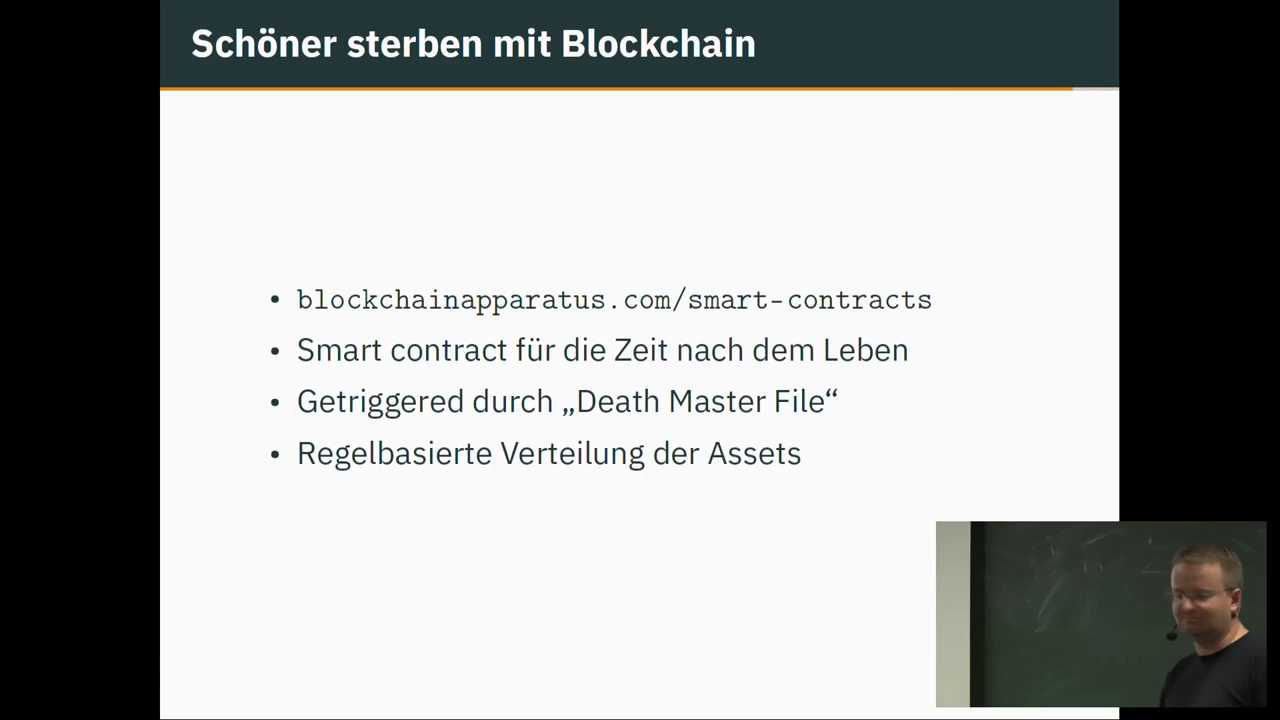 Schöner sterben mit Blockchain
• blockchainapparatus.com/smart-contracts
• Smart contract für die Zeit nach dem Leben
• Getriggered durch „Death Master File“
• Regelbasierte Verteilung der Assets